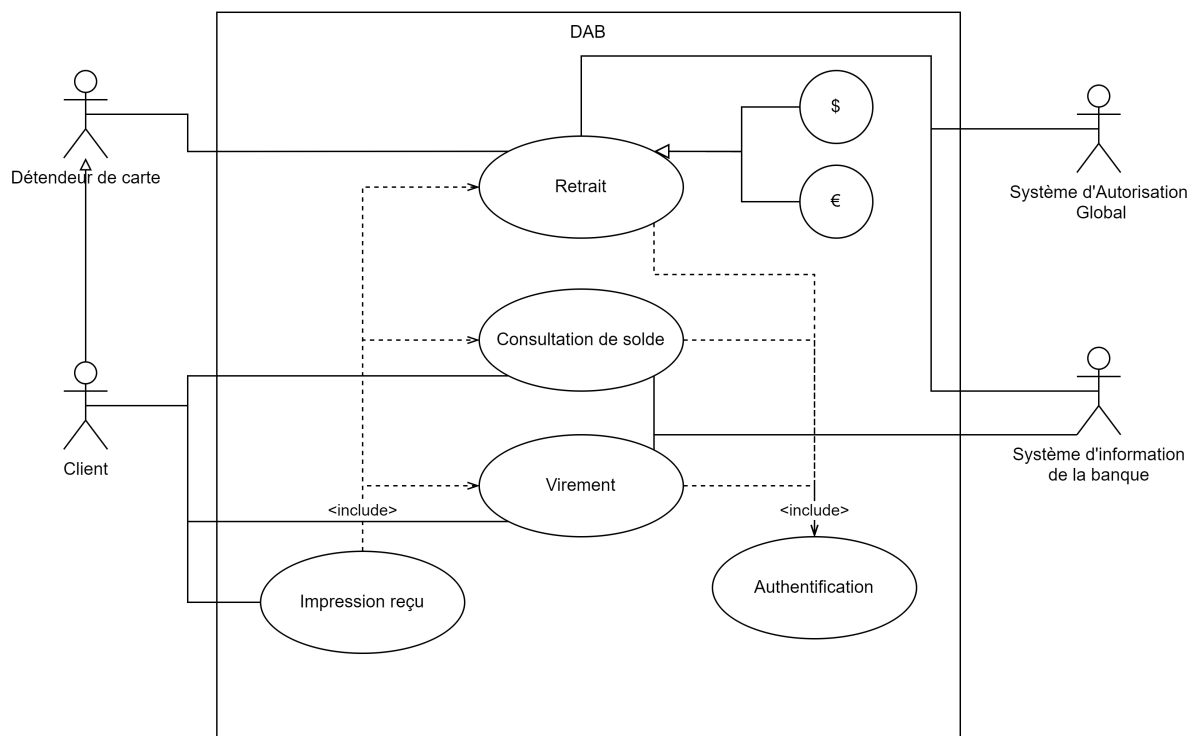 DAB
$
Détendeur de carte
Retrait
€
Système d'Autorisation
Global
Consultation de solde
Client
Système d'information
de la banque
Virement
<include>
<include>
Authentification
Impression reçu